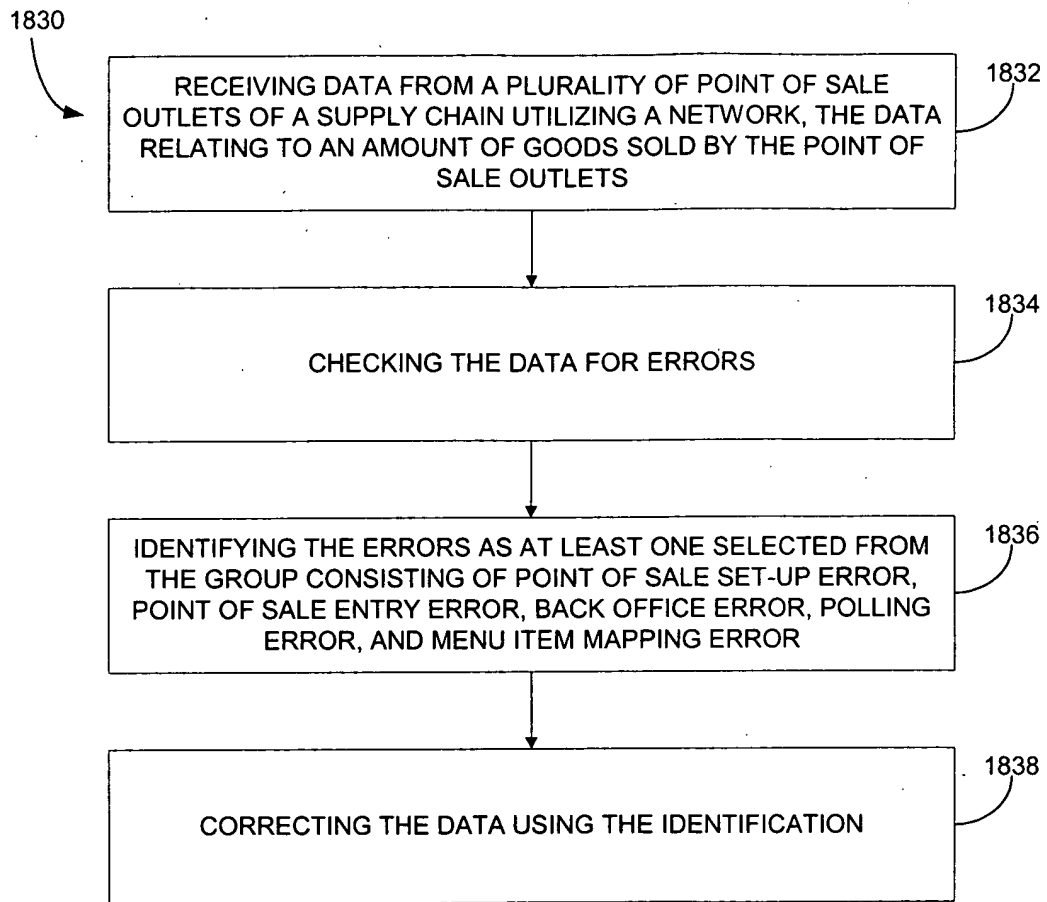 1830
RECEIVING DATA FROM A PLURALITY OF POINT OF SALE
OUTLETS OF A SUPPLY CHAIN UTILIZING A NETWORK, THE DATA
RELATING TO AN AMOUNT OF GOODS SOLD BY THE POINT OF
SALE OUTLETS
1832
CHECKING THE DATA FOR ERRORS
1834
IDENTIFYING THE ERRORS AS AT LEAST ONE SELECTED FROM
THE GROUP CONSISTING OF POINT OF SALE SET-UP ERROR,
POINT OF SALE ENTRY ERROR, BACK OFFICE ERROR, POLLING
ERROR, AND MENU ITEM MAPPING ERROR
1836
CORRECTING THE DATA USING THE IDENTIFICATION
1838